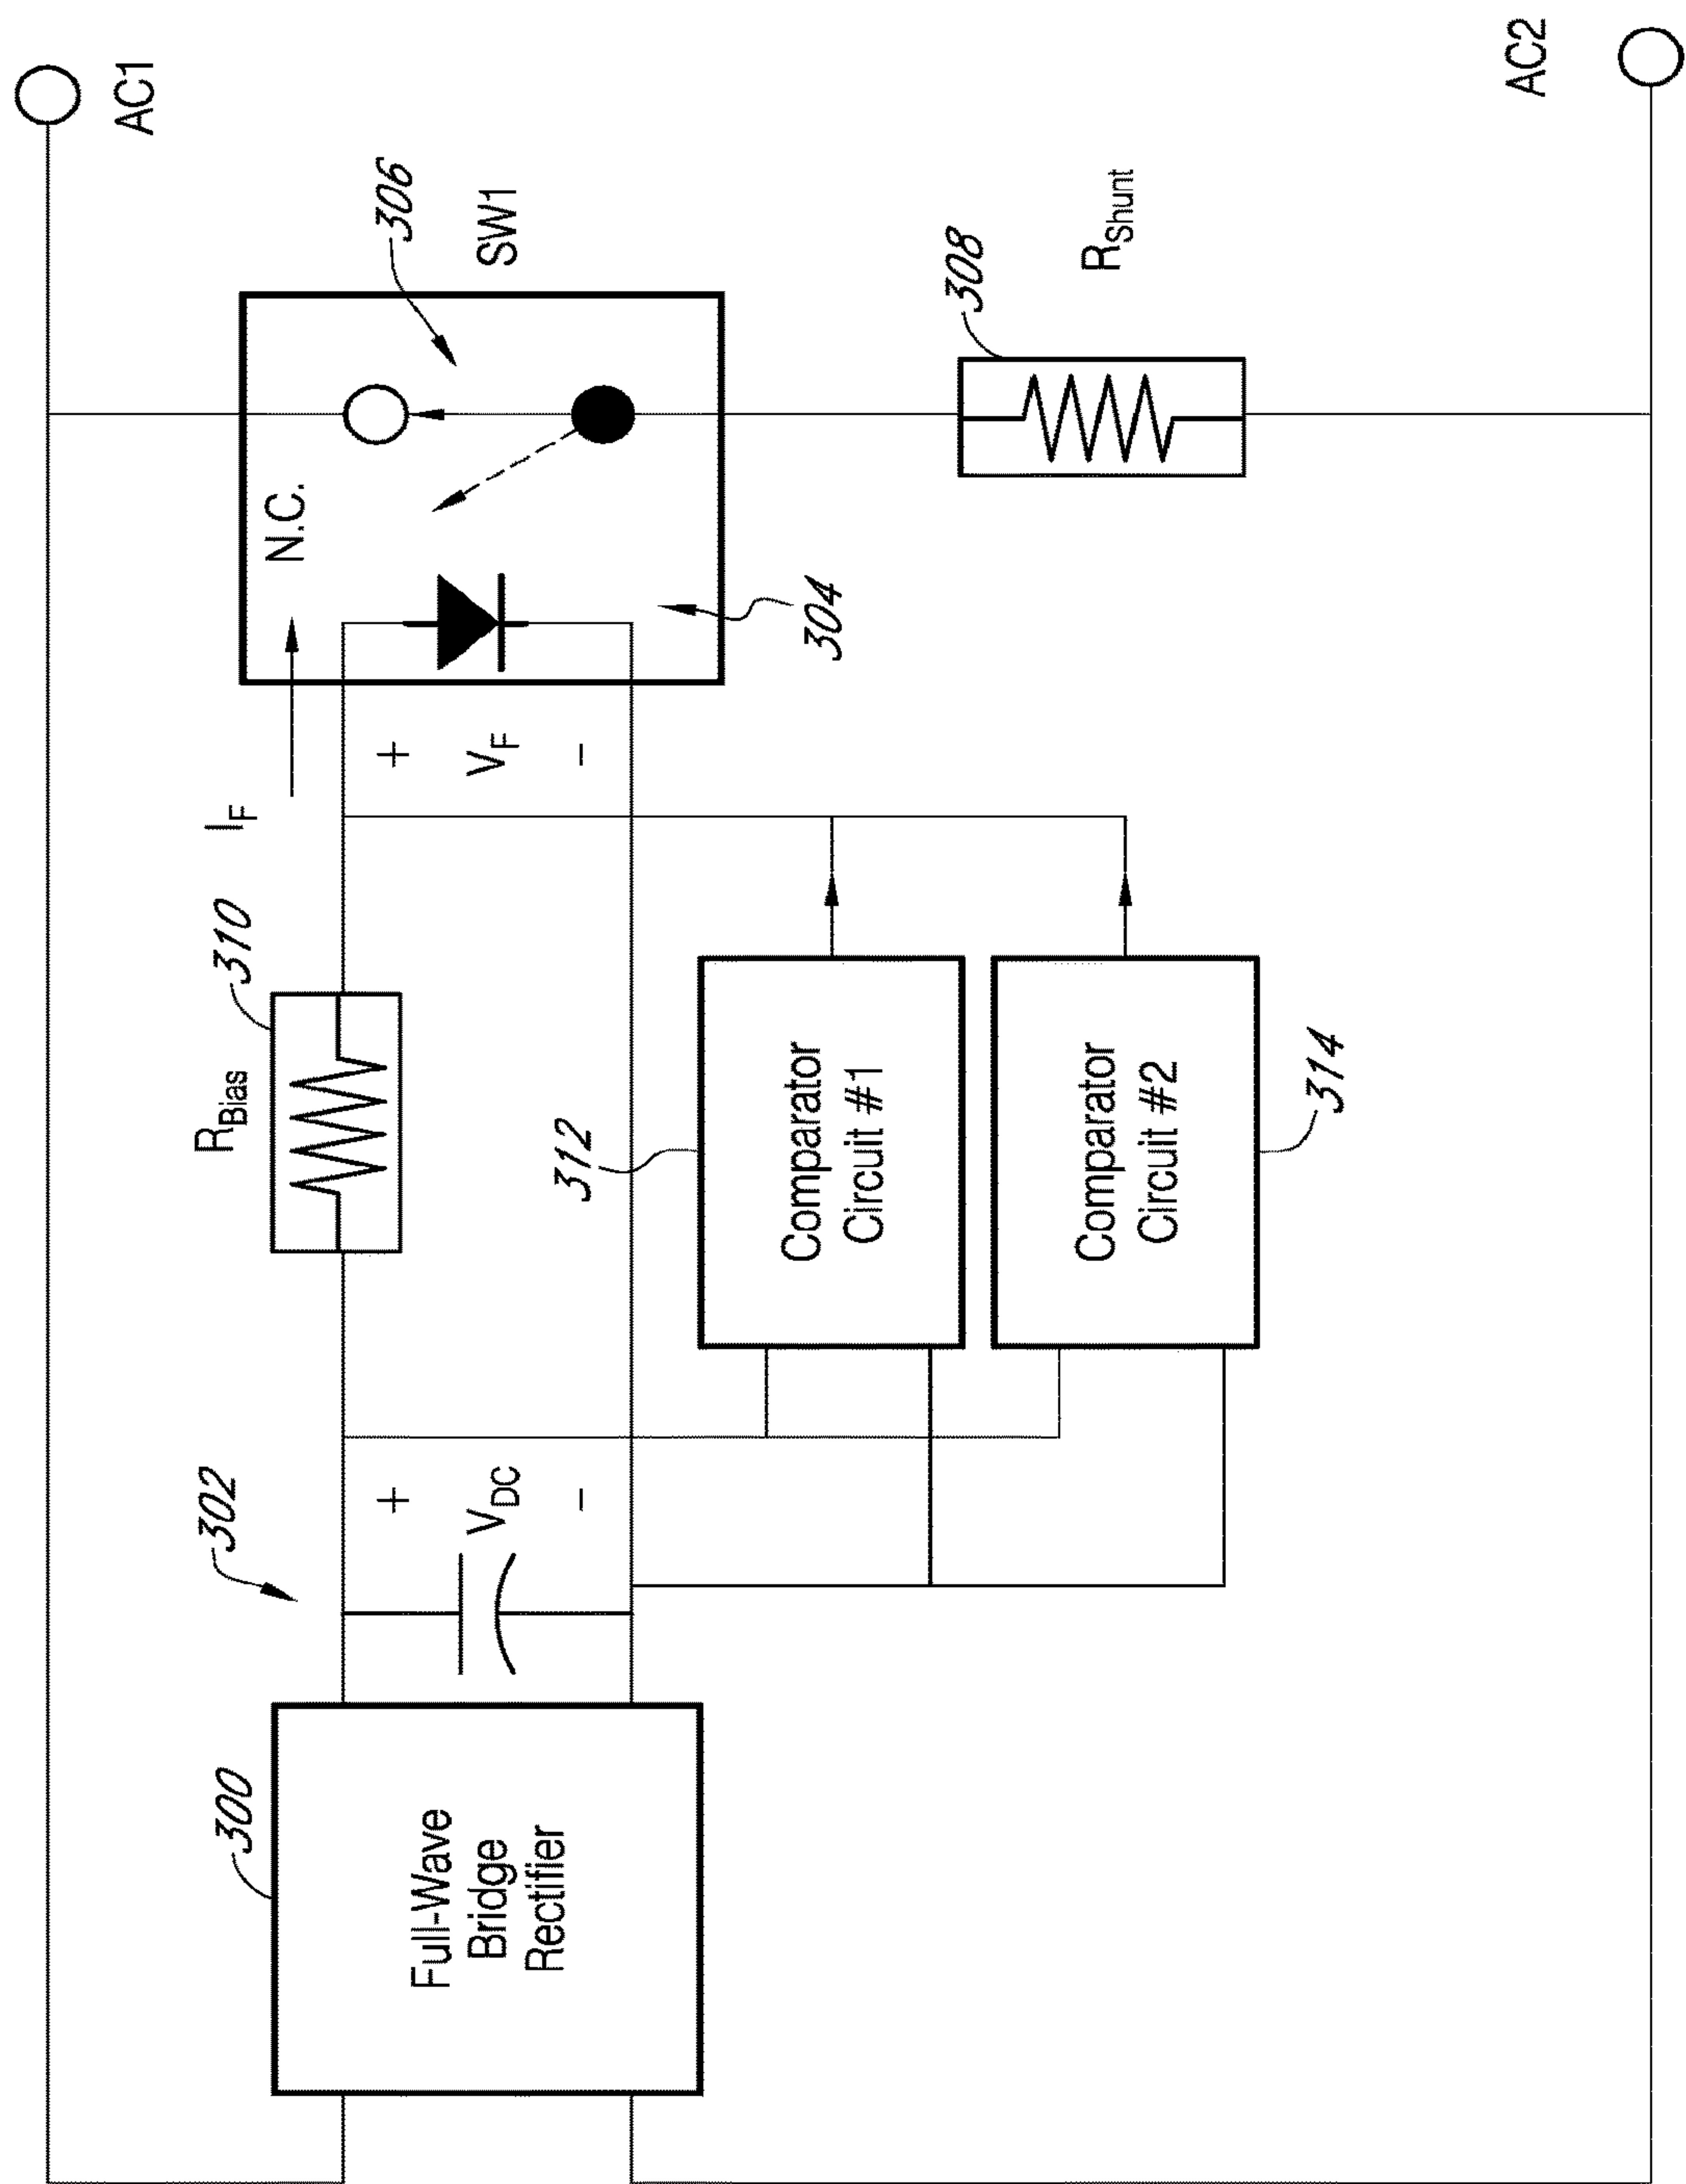 AC1
AC2
306
SW1
N.C.
304
308
RShunt
IF
+
VF
-
310
RBias
312
Comparator
Circuit #1
Comparator
Circuit #2
314
302
+
VDC
-
300
Full-Wave
Bridge
Rectifier